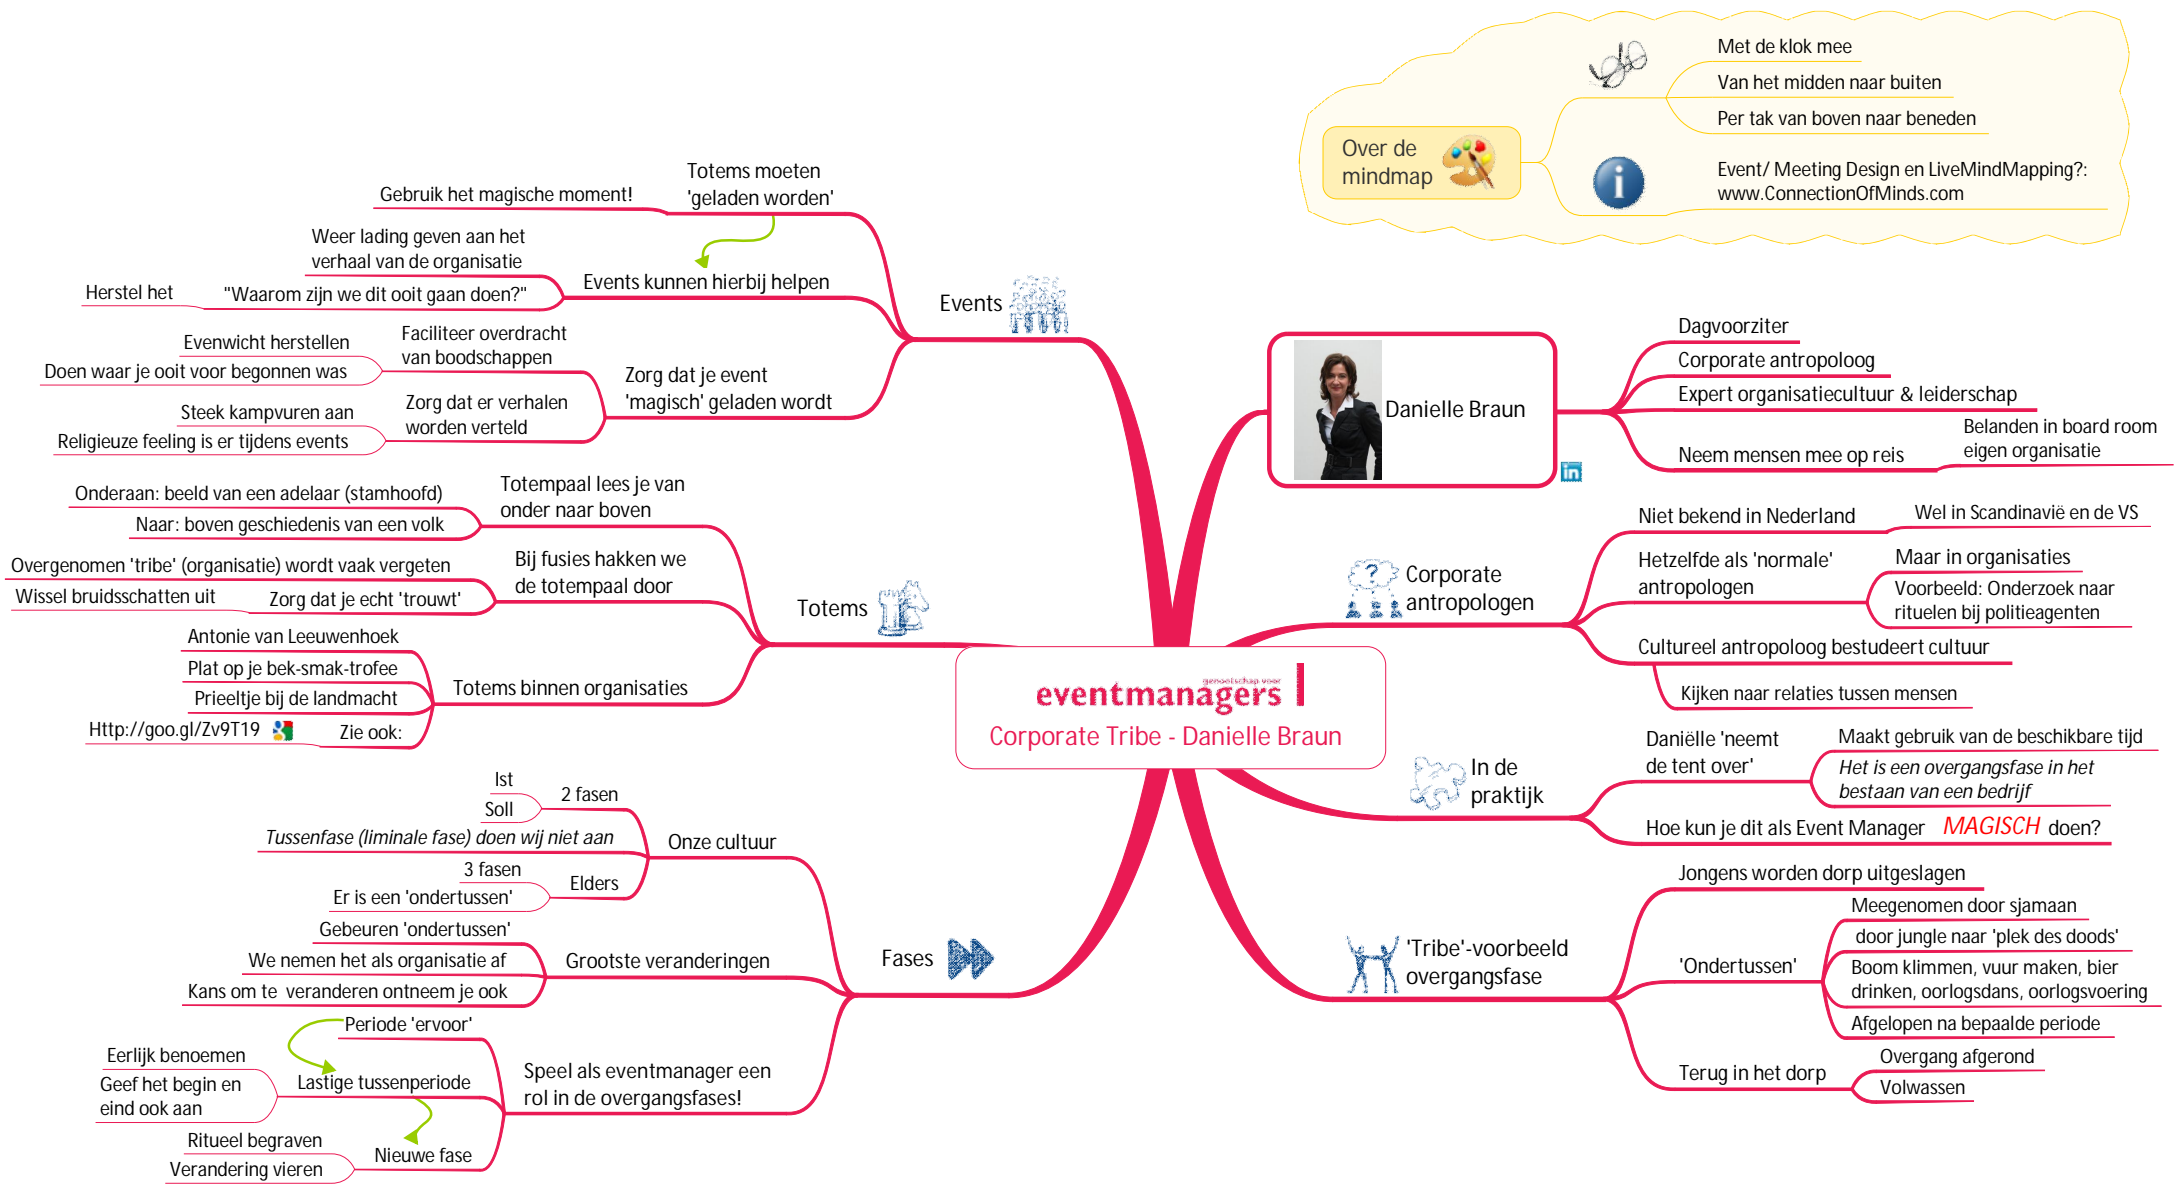 Over de
mindmap
Met de klok mee
Van het midden naar buiten
Per tak van boven naar beneden
Event/ Meeting Design en LiveMindMapping?:
www.ConnectionOfMinds.com
genootschap voor
eventmanagers
Corporate Tribe - Danielle Braun
Danielle Braun
in
Dagvoorziter
Corporate antropoloog
Expert organisatiecultuur & leiderschap
Neem mensen mee op reis
Belanden in board room
eigen organisatie
Corporate
antropologen
Niet bekend in Nederland
Wel in Scandinavië en de VS
Hetzelfde als 'normale'
antropologen
Maar in organisaties
Voorbeeld: Onderzoek naar
rituelen bij politieagenten
Cultureel antropoloog bestudeert cultuur
Kijken naar relaties tussen mensen
In de
praktijk
Daniëlle 'neemt
de tent over'
Maakt gebruik van de beschikbare tijd
Het is een overgangsfase in het
bestaan van een bedrijf
Hoe kun je dit als Event Manager MAGISCH doen?
'Tribe'-voorbeeld
overgangsfase
Jongens worden dorp uitgeslagen
'Ondertussen'
Meegenomen door sjamaan
door jungle naar 'plek des doods'
Boom klimmen, vuur maken, bier
drinken, oorlogsdans, oorlogsvoering
Afgelopen na bepaalde periode
Terug in het dorp
Overgang afgerond
Volwassen
Fases
Onze cultuur
2 fasen
Ist
Soll
Tussenfase (liminale fase) doen wij niet aan
Elders
3 fasen
Er is een 'ondertussen'
Grootste veranderingen
Gebeuren 'ondertussen'
We nemen het als organisatie af
Kans om te  veranderen ontneem je ook
Speel als eventmanager een
rol in de overgangsfases!
Periode 'ervoor'
Lastige tussenperiode
Eerlijk benoemen
Geef het begin en
eind ook aan
Nieuwe fase
Ritueel begraven
Verandering vieren
Totems
Totempaal lees je van
onder naar boven
Onderaan: beeld van een adelaar (stamhoofd)
Naar: boven geschiedenis van een volk
Bij fusies hakken we
de totempaal door
Overgenomen 'tribe' (organisatie) wordt vaak vergeten
Zorg dat je echt 'trouwt'
Wissel bruidsschatten uit
Totems binnen organisaties
Antonie van Leeuwenhoek
Plat op je bek-smak-trofee
Prieeltje bij de landmacht
Zie ook:
Http://goo.gl/Zv9T19
Events
Totems moeten
'geladen worden'
Gebruik het magische moment!
Events kunnen hierbij helpen
Weer lading geven aan het
verhaal van de organisatie
"Waarom zijn we dit ooit gaan doen?"
Herstel het
Zorg dat je event
'magisch' geladen wordt
Faciliteer overdracht
van boodschappen
Evenwicht herstellen
Doen waar je ooit voor begonnen was
Zorg dat er verhalen
worden verteld
Steek kampvuren aan
Religieuze feeling is er tijdens events